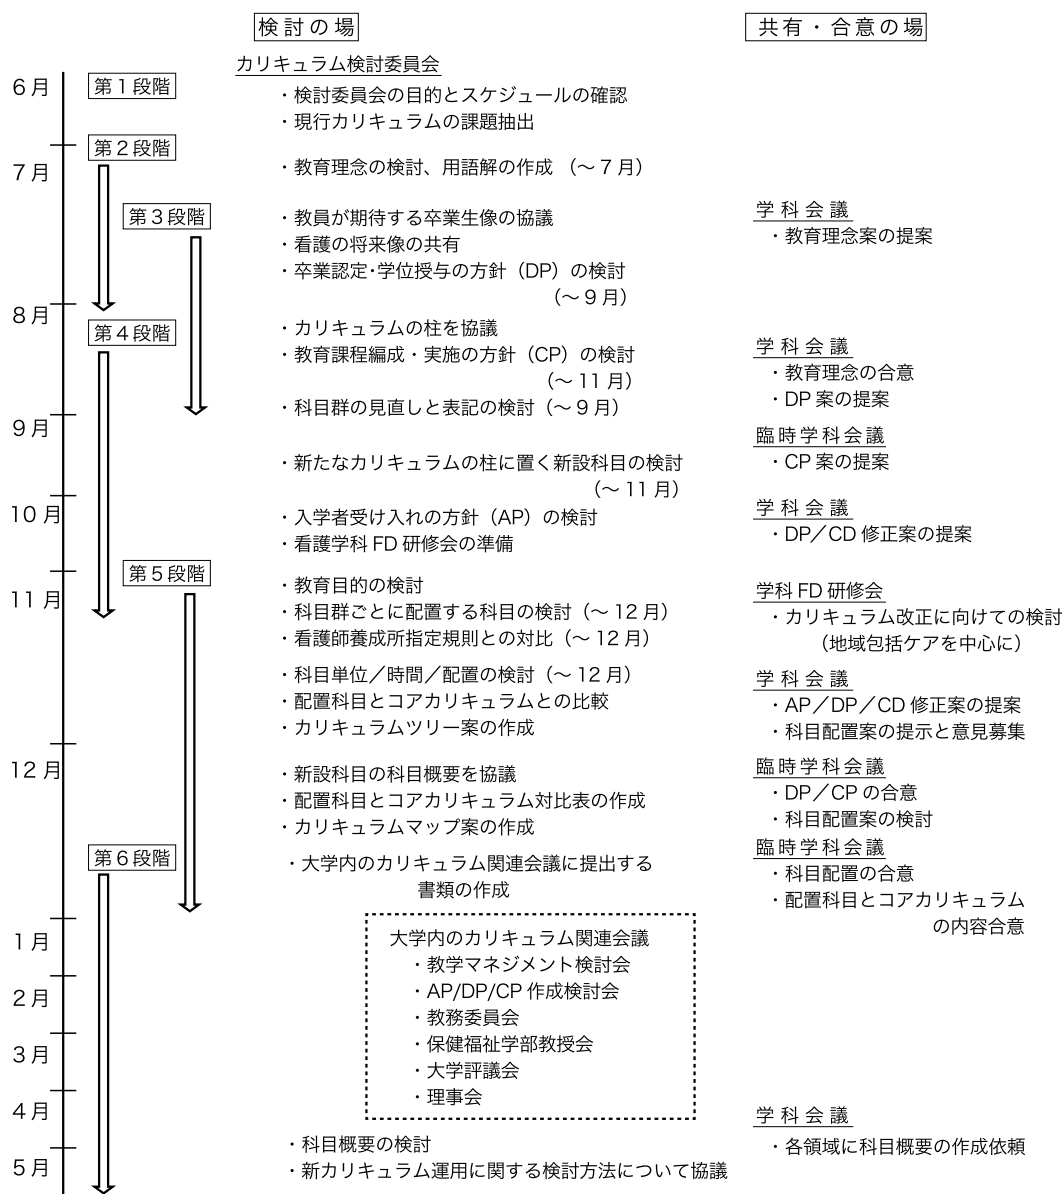 検討の場
共有・合意の場
カリキュラム検討委員会
6月
第1段階
・検討委員会の目的とスケジュールの確認
・現行カリキュラムの課題抽出
第2段階
7月
・教育理念の検討、用語解の作成 (～7月)
第3段階
・教員が期待する卒業生像の協議
・看護の将来像の共有
・卒業認定･学位授与の方針（DP）の検討
（～9月）
学科会議
・教育理念案の提案
8月
第4段階
・カリキュラムの柱を協議
・教育課程編成・実施の方針（CP）の検討
（～11月）
・科目群の見直しと表記の検討（～9月）
学科会議
・教育理念の合意
・DP案の提案
9月
臨時学科会議
・CP案の提案
・新たなカリキュラムの柱に置く新設科目の検討
（～11月）
10月
・入学者受け入れの方針（AP）の検討
・看護学科FD研修会の準備
学科会議
・DP／CD修正案の提案
第5段階
11月
・教育目的の検討
・科目群ごとに配置する科目の検討（～12月）
・看護師養成所指定規則との対比（～12月）
学科FD研修会
・カリキュラム改正に向けての検討
（地域包括ケアを中心に）
・科目単位／時間／配置の検討（～12月）
・配置科目とコアカリキュラムとの比較
・カリキュラムツリー案の作成
学科会議
・AP／DP／CD修正案の提案
・科目配置案の提示と意見募集
12月
・新設科目の科目概要を協議
・配置科目とコアカリキュラム対比表の作成
・カリキュラムマップ案の作成
臨時学科会議
・DP／CPの合意
・科目配置案の検討
第6段階
・大学内のカリキュラム関連会議に提出する
書類の作成
臨時学科会議
・科目配置の合意
・配置科目とコアカリキュラム
の内容合意
1月
2月
3月
4月
大学内のカリキュラム関連会議
・教学マネジメント検討会
・AP/DP/CP作成検討会
・教務委員会
・保健福祉学部教授会
・大学評議会
・理事会
学科会議
・各領域に科目概要の作成依頼
5月
・科目概要の検討
・新カリキュラム運用に関する検討方法について協議